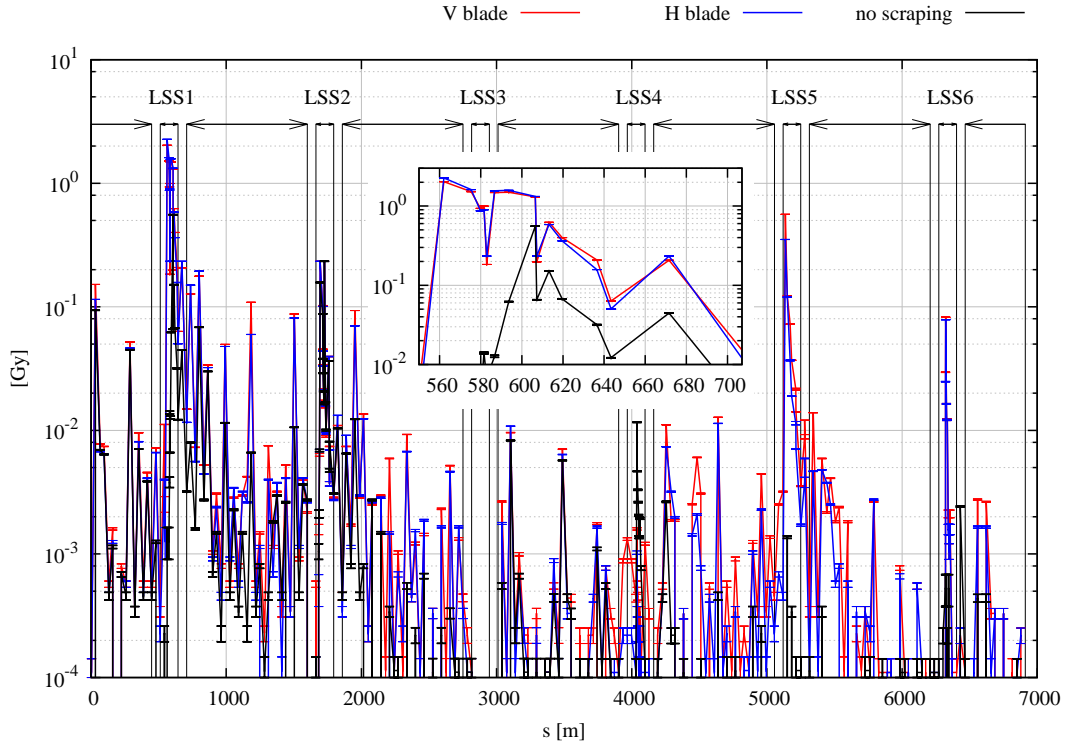 V blade H blade no scraping
10^1
LSS1 LSS2 LSS3 LSS4 LSS5 LSS6
10^0
10^0
10^-1
10^-1
10^-2
560 580 600 620 640 660 680 700
[Gy]
10^-2
10^-3
10^-4
0 1000 2000 3000 4000 5000 6000 7000
s [m]